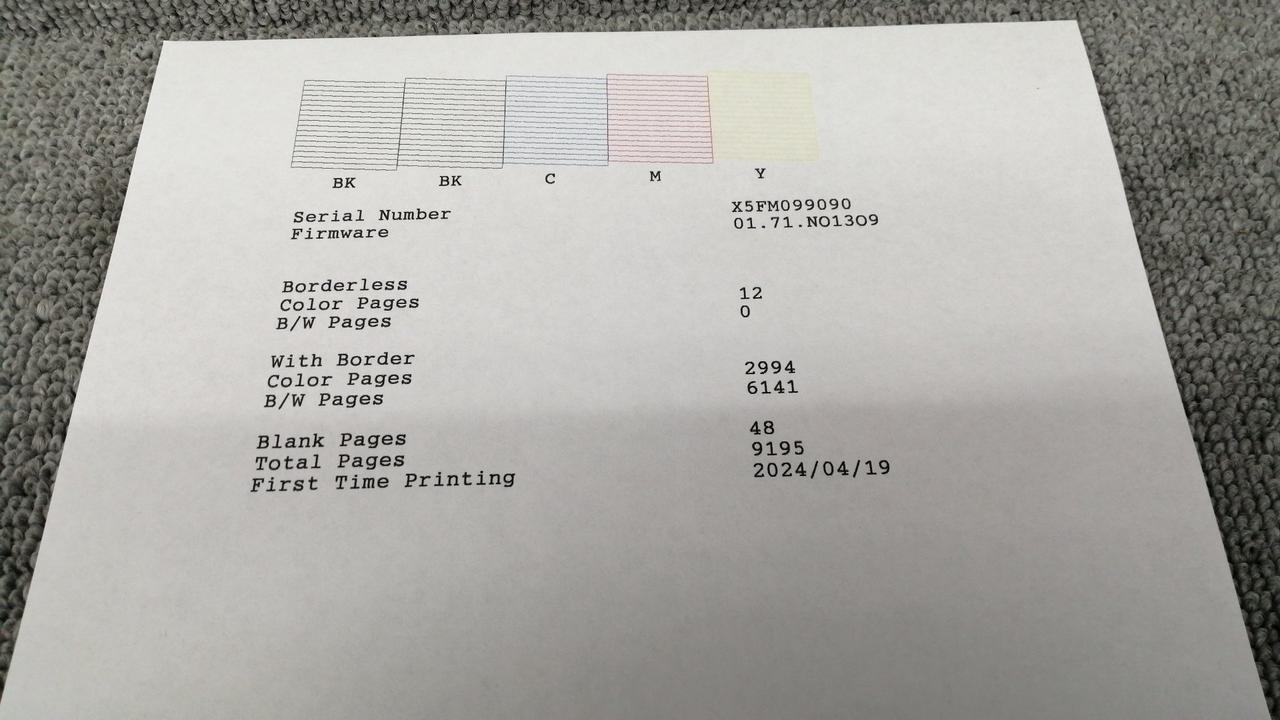 BK BK C M Y
Serial Number X5FM099090
Firmware 01.71.NO13O9
Borderless
Color Pages 12
B/W Pages 0
With Border
Color Pages 2994
B/W Pages 6141
Blank Pages 48
Total Pages 9195
First Time Printing 2024/04/19